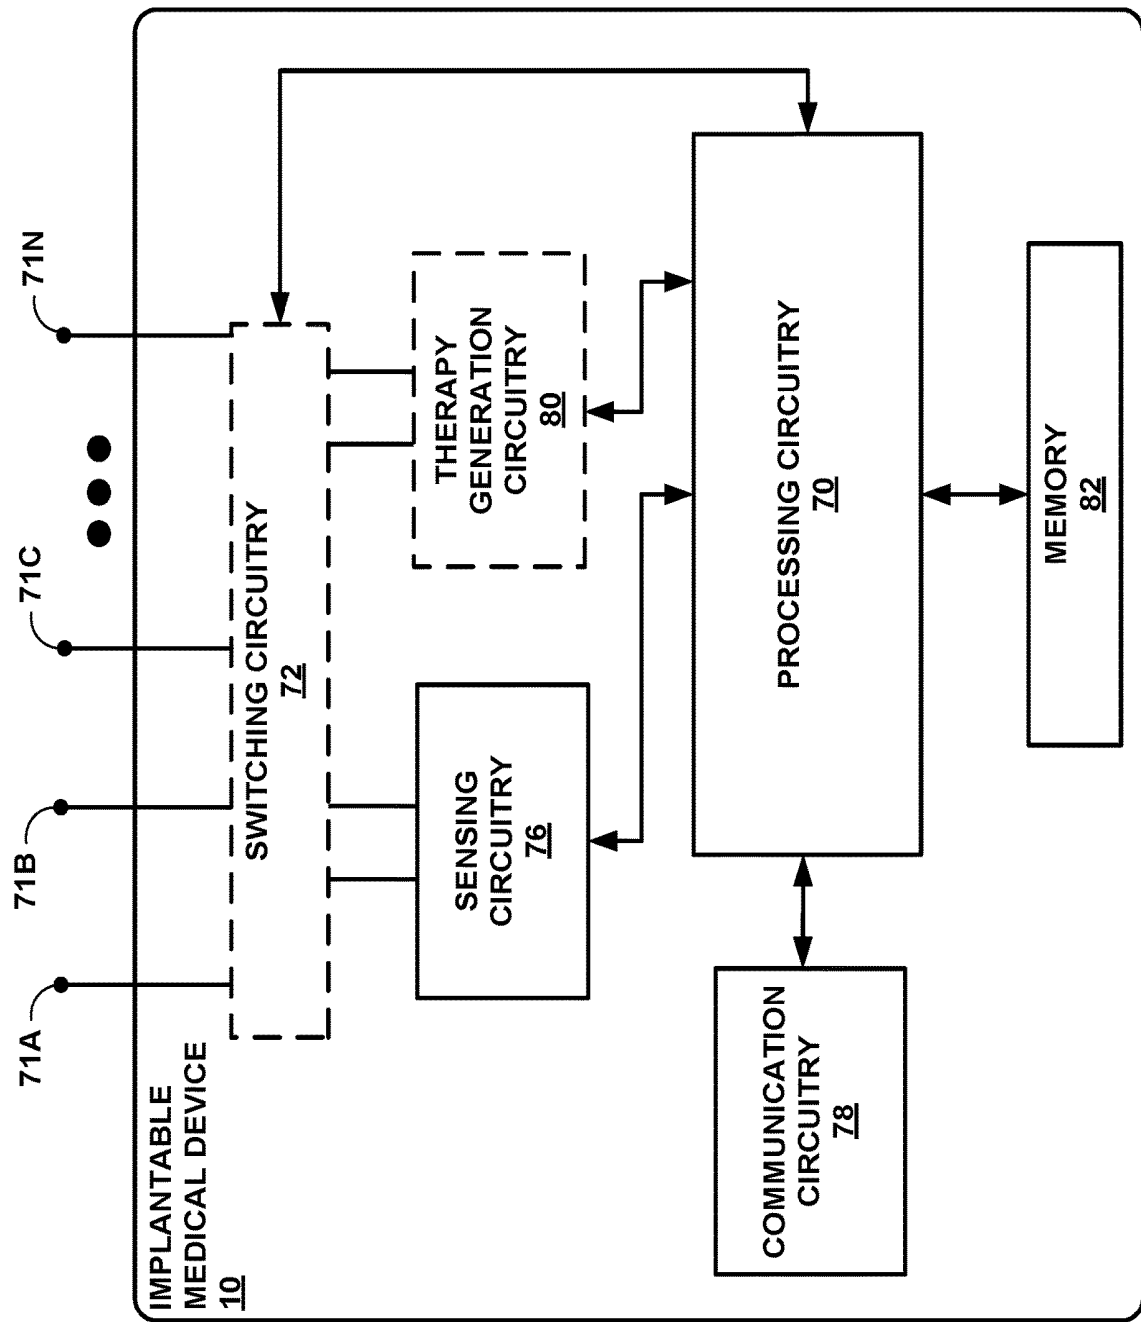 71A
71B
71C
71N
IMPLANTABLE
MEDICAL DEVICE
10
SWITCHING CIRCUITRY
72
SENSING
CIRCUITRY
76
THERAPY
GENERATION
CIRCUITRY
80
COMMUNICATION
CIRCUITRY
78
PROCESSING CIRCUITRY
70
MEMORY
82